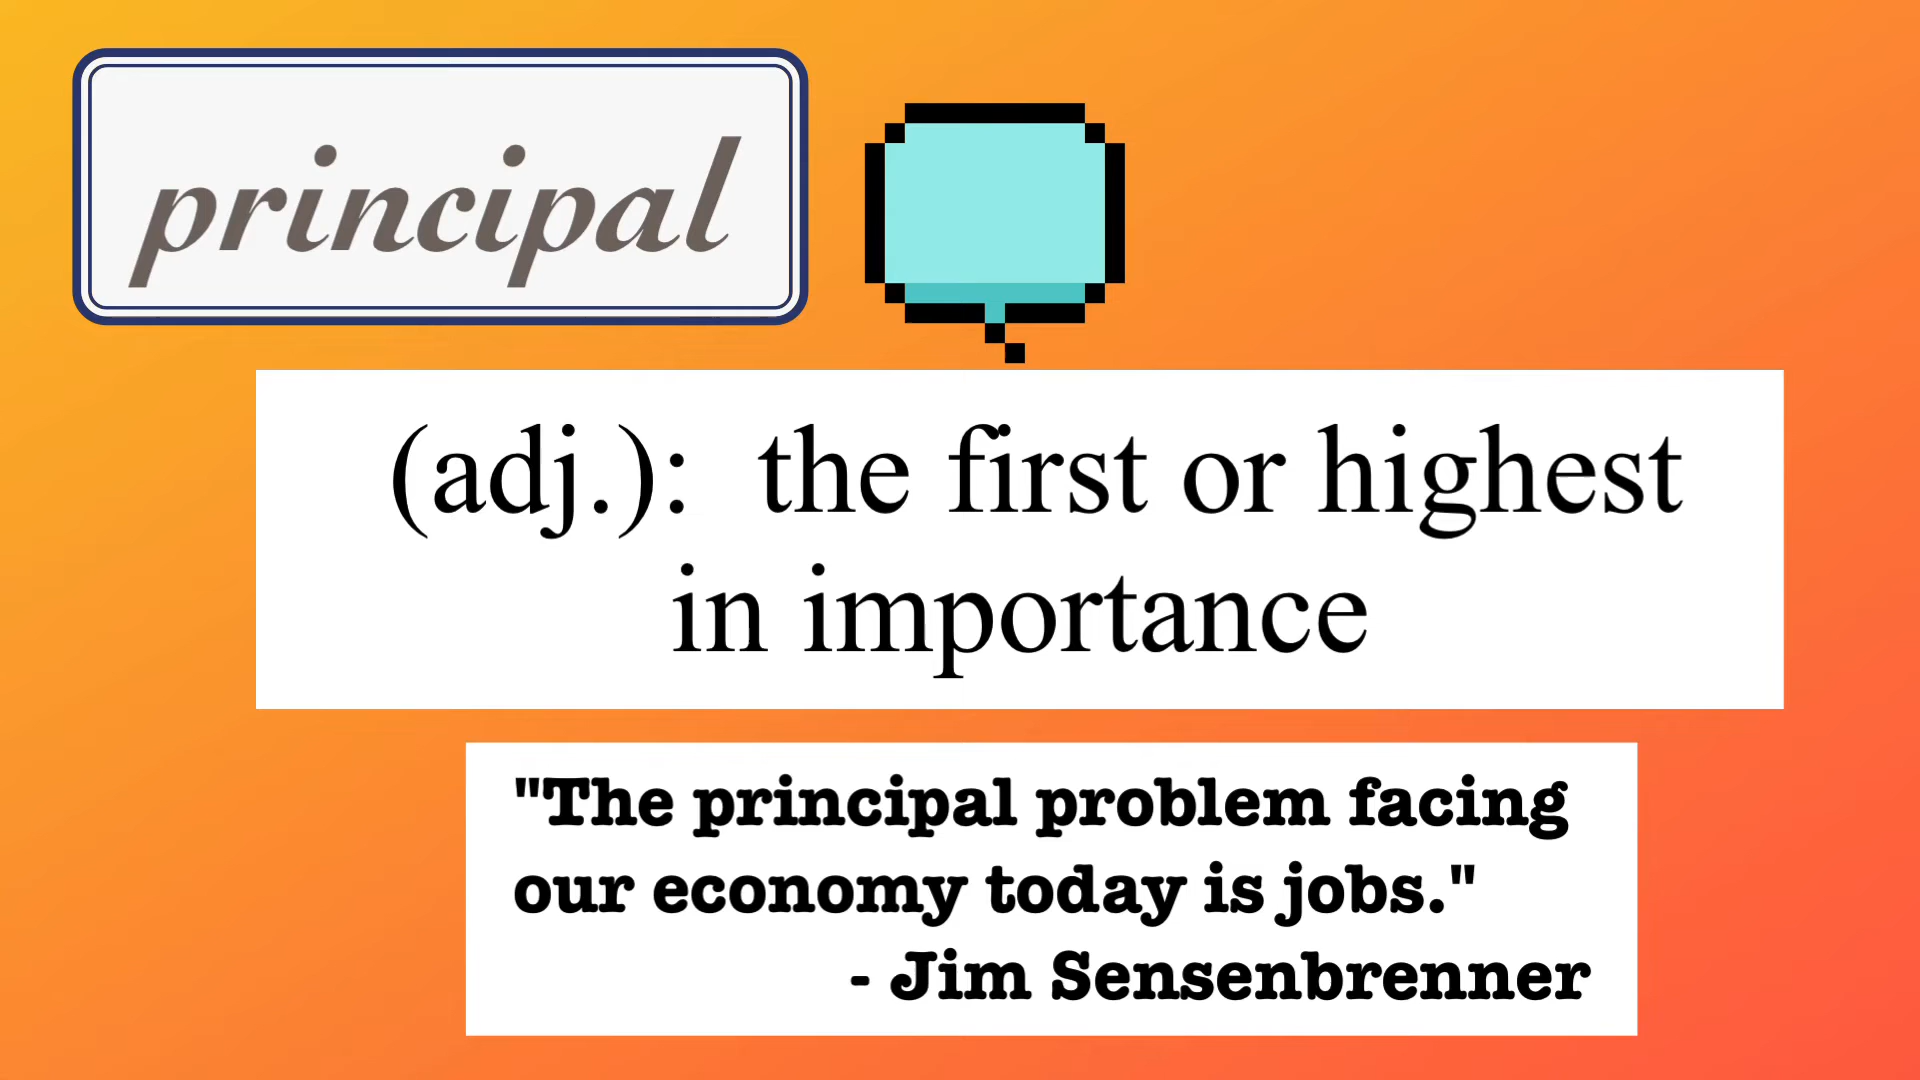 principal
(adj.):  the first or highest
in importance
"The principal problem facing
our economy today is jobs."
- Jim Sensenbrenner